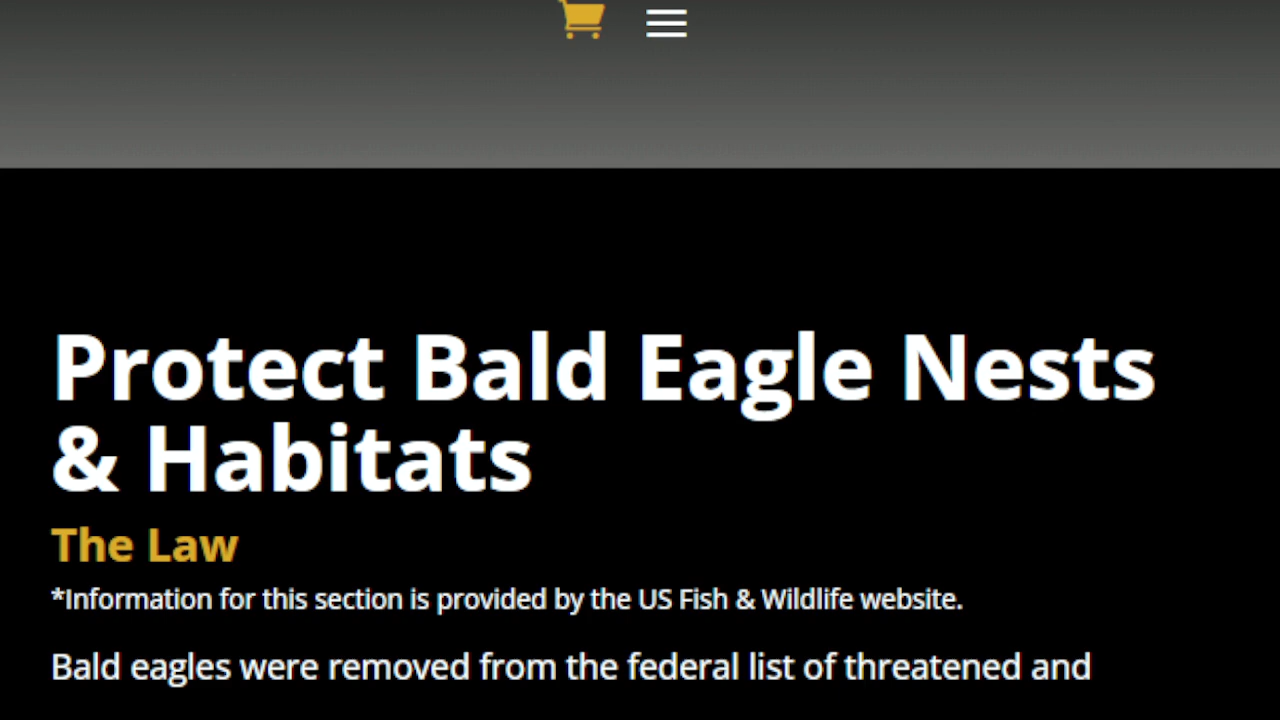 Protect Bald Eagle Nests
& Habitats
The Law
*Information for this section is provided by the US Fish & Wildlife website.
Bald eagles were removed from the federal list of threatened and